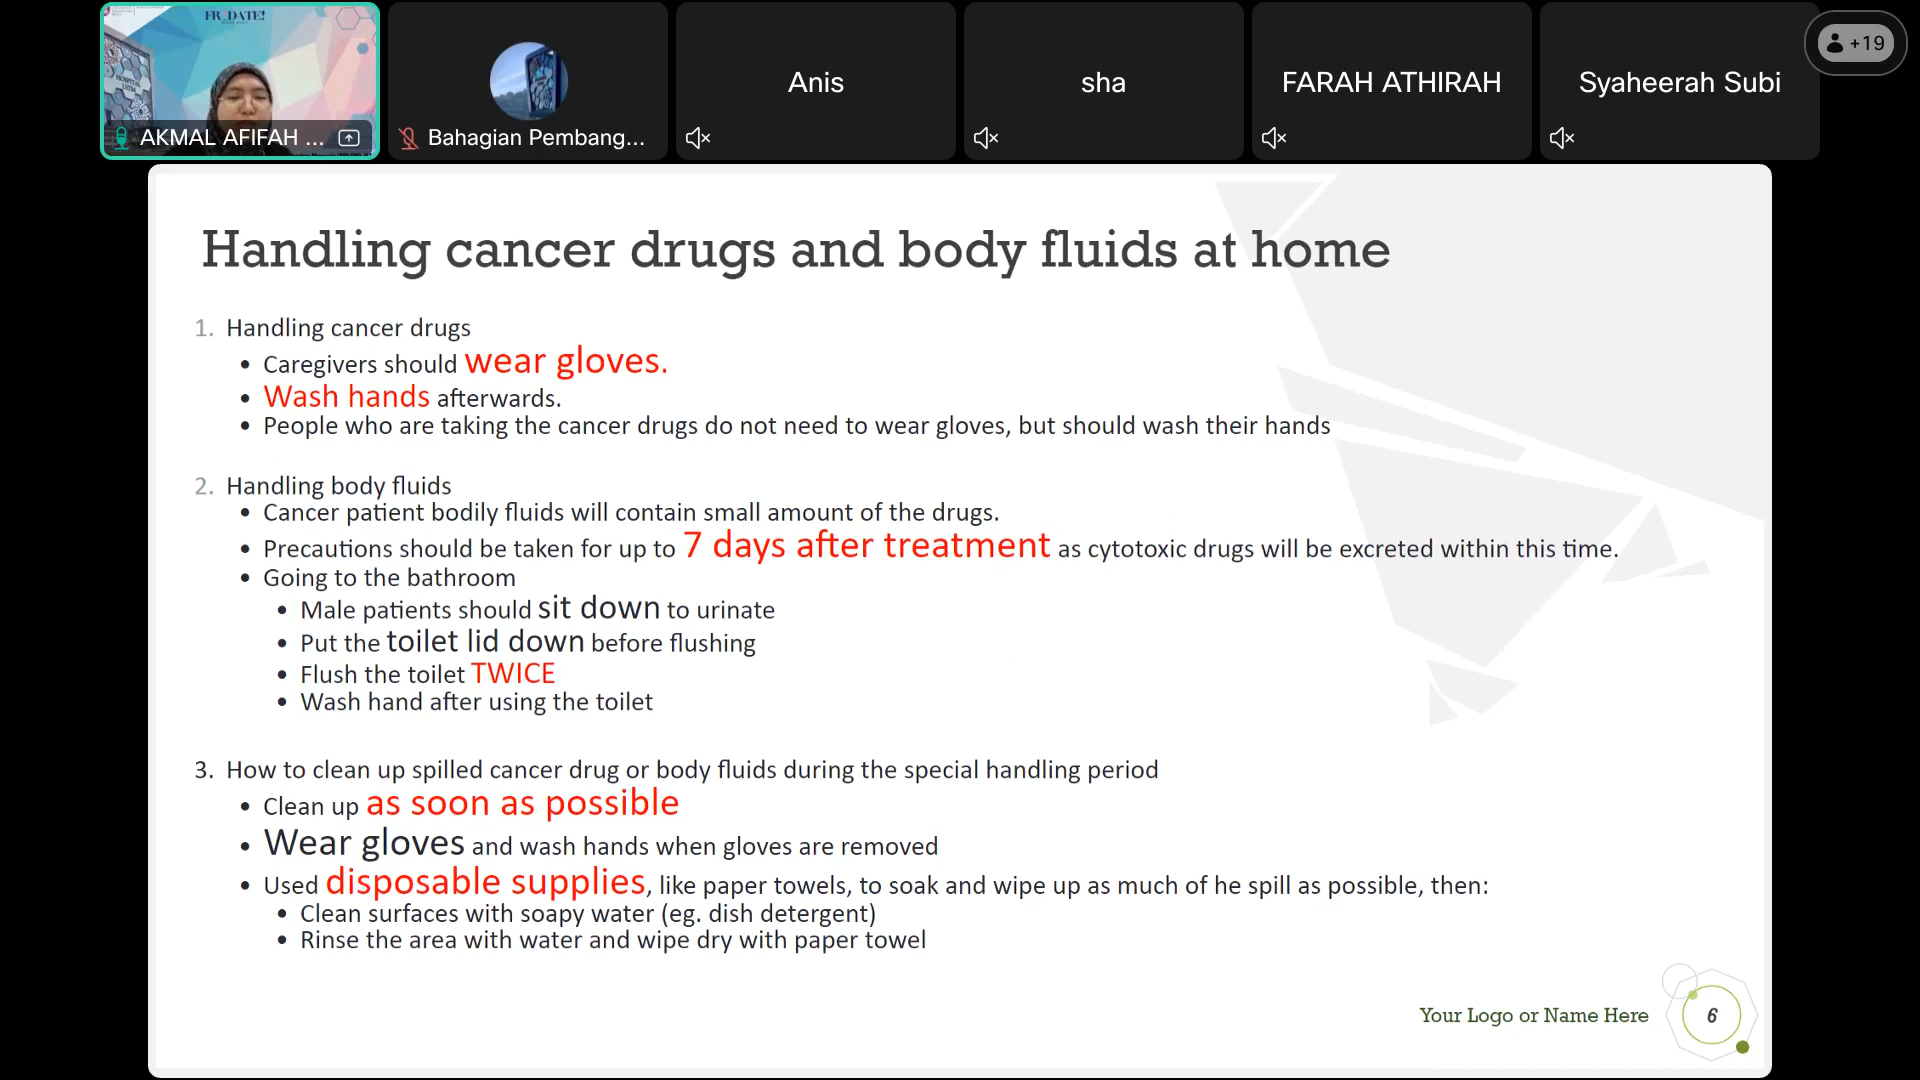 FR_DATE!
HOSPITAL
UiTM
AKMAL AFIFAH ...
Bahagian Pembang...
Anis
sha
FARAH ATHIRAH
Syaheerah Subi
+19
Handling cancer drugs and body fluids at home
1. Handling cancer drugs
• Caregivers should wear gloves.
• Wash hands afterwards.
• People who are taking the cancer drugs do not need to wear gloves, but should wash their hands
2. Handling body fluids
• Cancer patient bodily fluids will contain small amount of the drugs.
• Precautions should be taken for up to 7 days after treatment as cytotoxic drugs will be excreted within this time.
• Going to the bathroom
• Male patients should sit down to urinate
• Put the toilet lid down before flushing
• Flush the toilet TWICE
• Wash hand after using the toilet
3. How to clean up spilled cancer drug or body fluids during the special handling period
• Clean up as soon as possible
• Wear gloves and wash hands when gloves are removed
• Used disposable supplies, like paper towels, to soak and wipe up as much of he spill as possible, then:
• Clean surfaces with soapy water (eg. dish detergent)
• Rinse the area with water and wipe dry with paper towel
Your Logo or Name Here
6